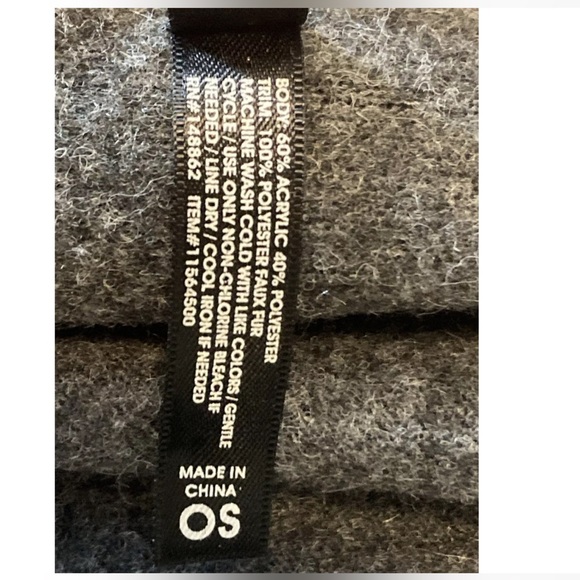 BODY: 60% ACRYLIC 40% POLYESTER
TRIM: 100% POLYESTER FAUX FUR
MACHINE WASH COLD WITH LIKE COLORS / GENTLE
CYCLE / USE ONLY NON-CHLORINE BLEACH IF
NEEDED / LINE DRY / COOL IRON IF NEEDED
RN# 148862 ITEM#11564500
MADE IN
CHINA
OS